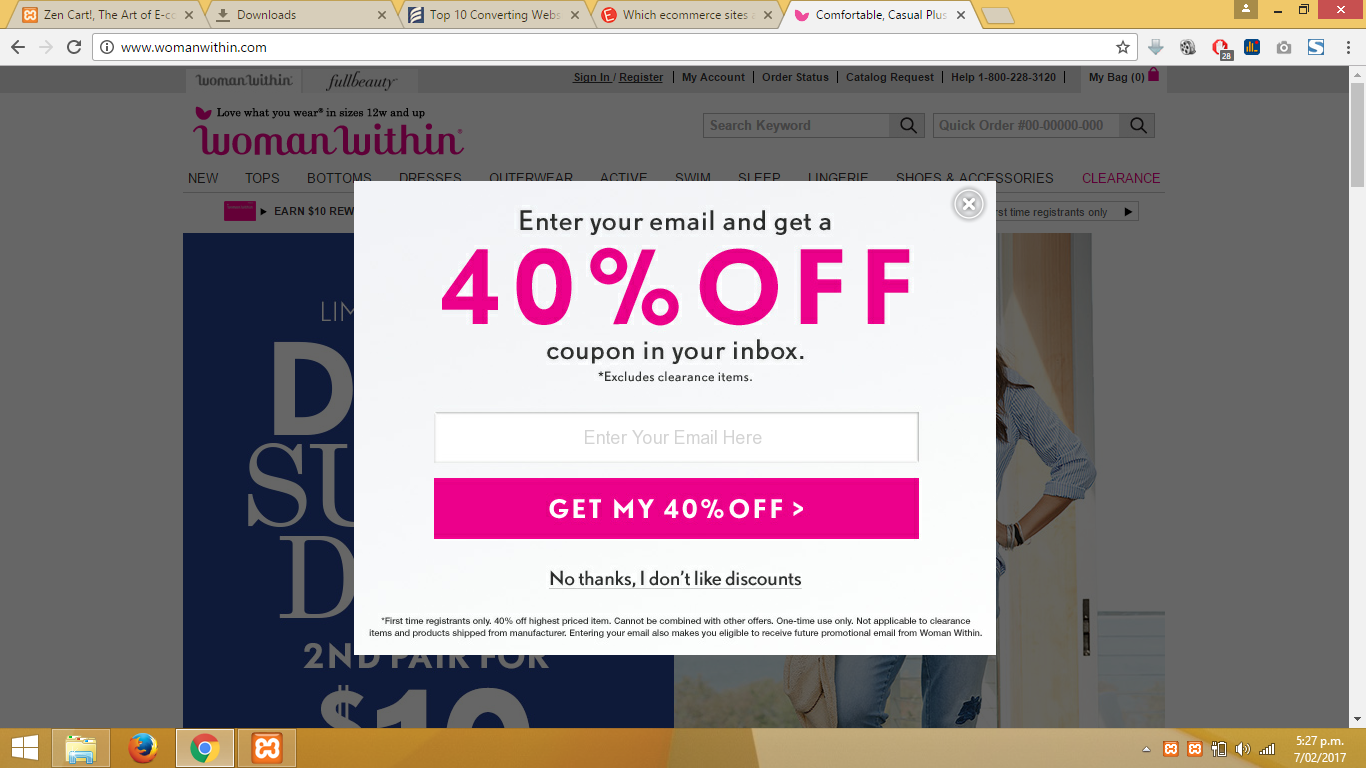 Zen Cart!, The Art of E-co
Downloads
Top 10 Converting Webs
Which ecommerce sites
Comfortable, Casual Plus
www.womanwithin.com
28
woman within
fullbeauty
Sign In / Register
My Account
Order Status
Catalog Request
Help 1-800-228-3120
My Bag (0)
Love what you wear® in sizes 12w and up
woman within®
Search Keyword
Quick Order #00-00000-000
NEW TOPS BOTTOMS DRESSES OUTERWEAR ACTIVE SWIM SLEEP LINGERIE SHOES & ACCESSORIES CLEARANCE
EARN $10 REW
rst time registrants only
Enter your email and get a
40% OFF
coupon in your inbox.
*Excludes clearance items.
Enter Your Email Here
GET MY 40% OFF >
No thanks, I don't like discounts
*First time registrants only. 40% off highest priced item. Cannot be combined with other offers. One-time use only. Not applicable to clearance
items and products shipped from manufacturer. Entering your email also makes you eligible to receive future promotional email from Woman Within.
LIM
D
SU
D
2ND PAIR FOR
$10
5:27 p.m.
7/02/2017